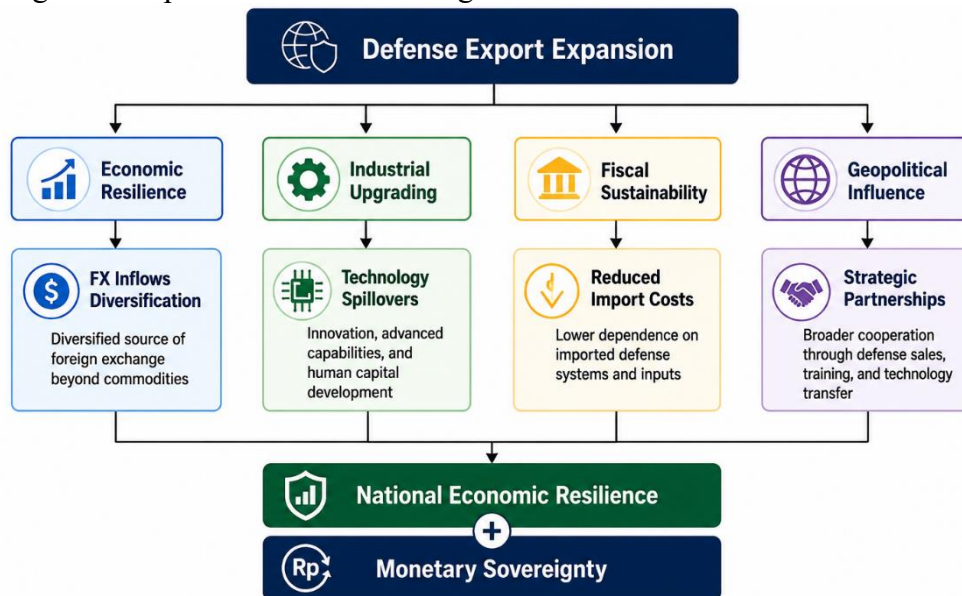 Defense Export Expansion
Economic
Resilience
Industrial
Upgrading
Fiscal
Sustainability
Geopolitical
Influence
$
FX Inflows
Diversification
Diversified source of
foreign exchange
beyond commodities
Technology
Spillovers
Innovation, advanced
capabilities, and
human capital
development
Reduced
Import Costs
Lower dependence on
imported defense
systems and inputs
Strategic
Partnerships
Broader cooperation
through defense sales,
training, and technology
transfer
National Economic Resilience
+
Rp
Monetary Sovereignty